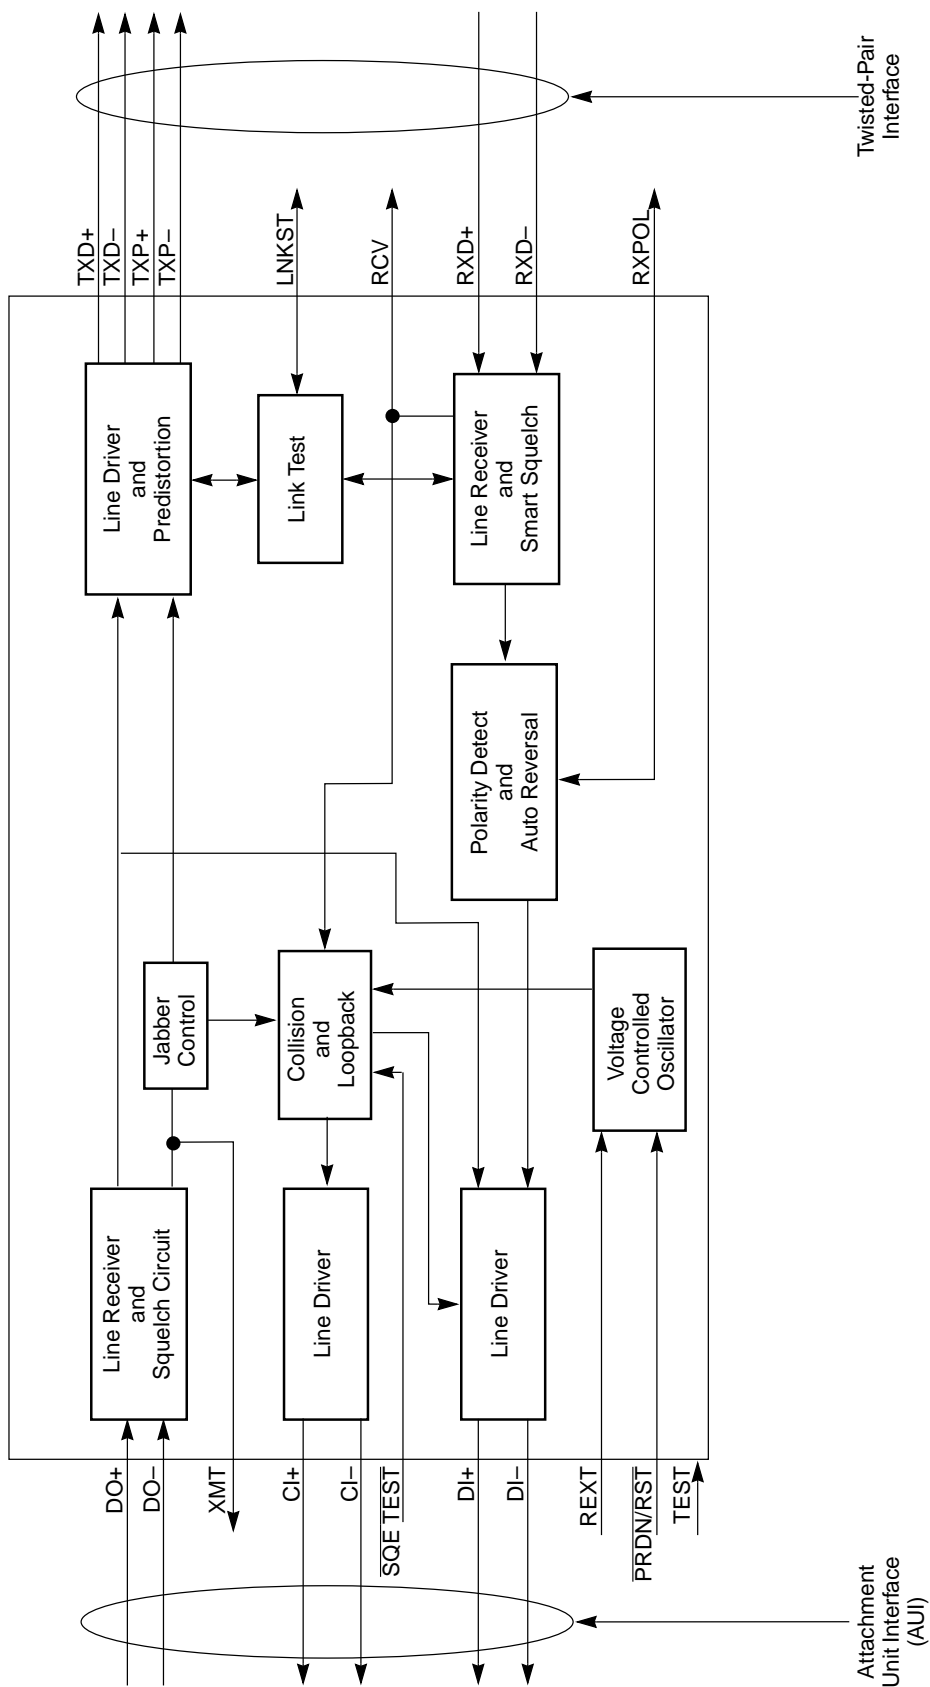 DO+
DO–
XMT
CI+
CI–
SQE TEST
DI+
DI–
REXT
PRDN/RST
TEST
Attachment
Unit Interface
(AUI)
Line Receiver
and
Squelch Circuit
Jabber
Control
Line Driver
Collision
and
Loopback
Line Driver
Voltage
Controlled
Oscillator
Polarity Detect
and
Auto Reversal
Line Driver
and
Predistortion
Link Test
Line Receiver
and
Smart Squelch
TXD+
TXD–
TXP+
TXP–
LNKST
RCV
RXD+
RXD–
RXPOL
Twisted-Pair
Interface